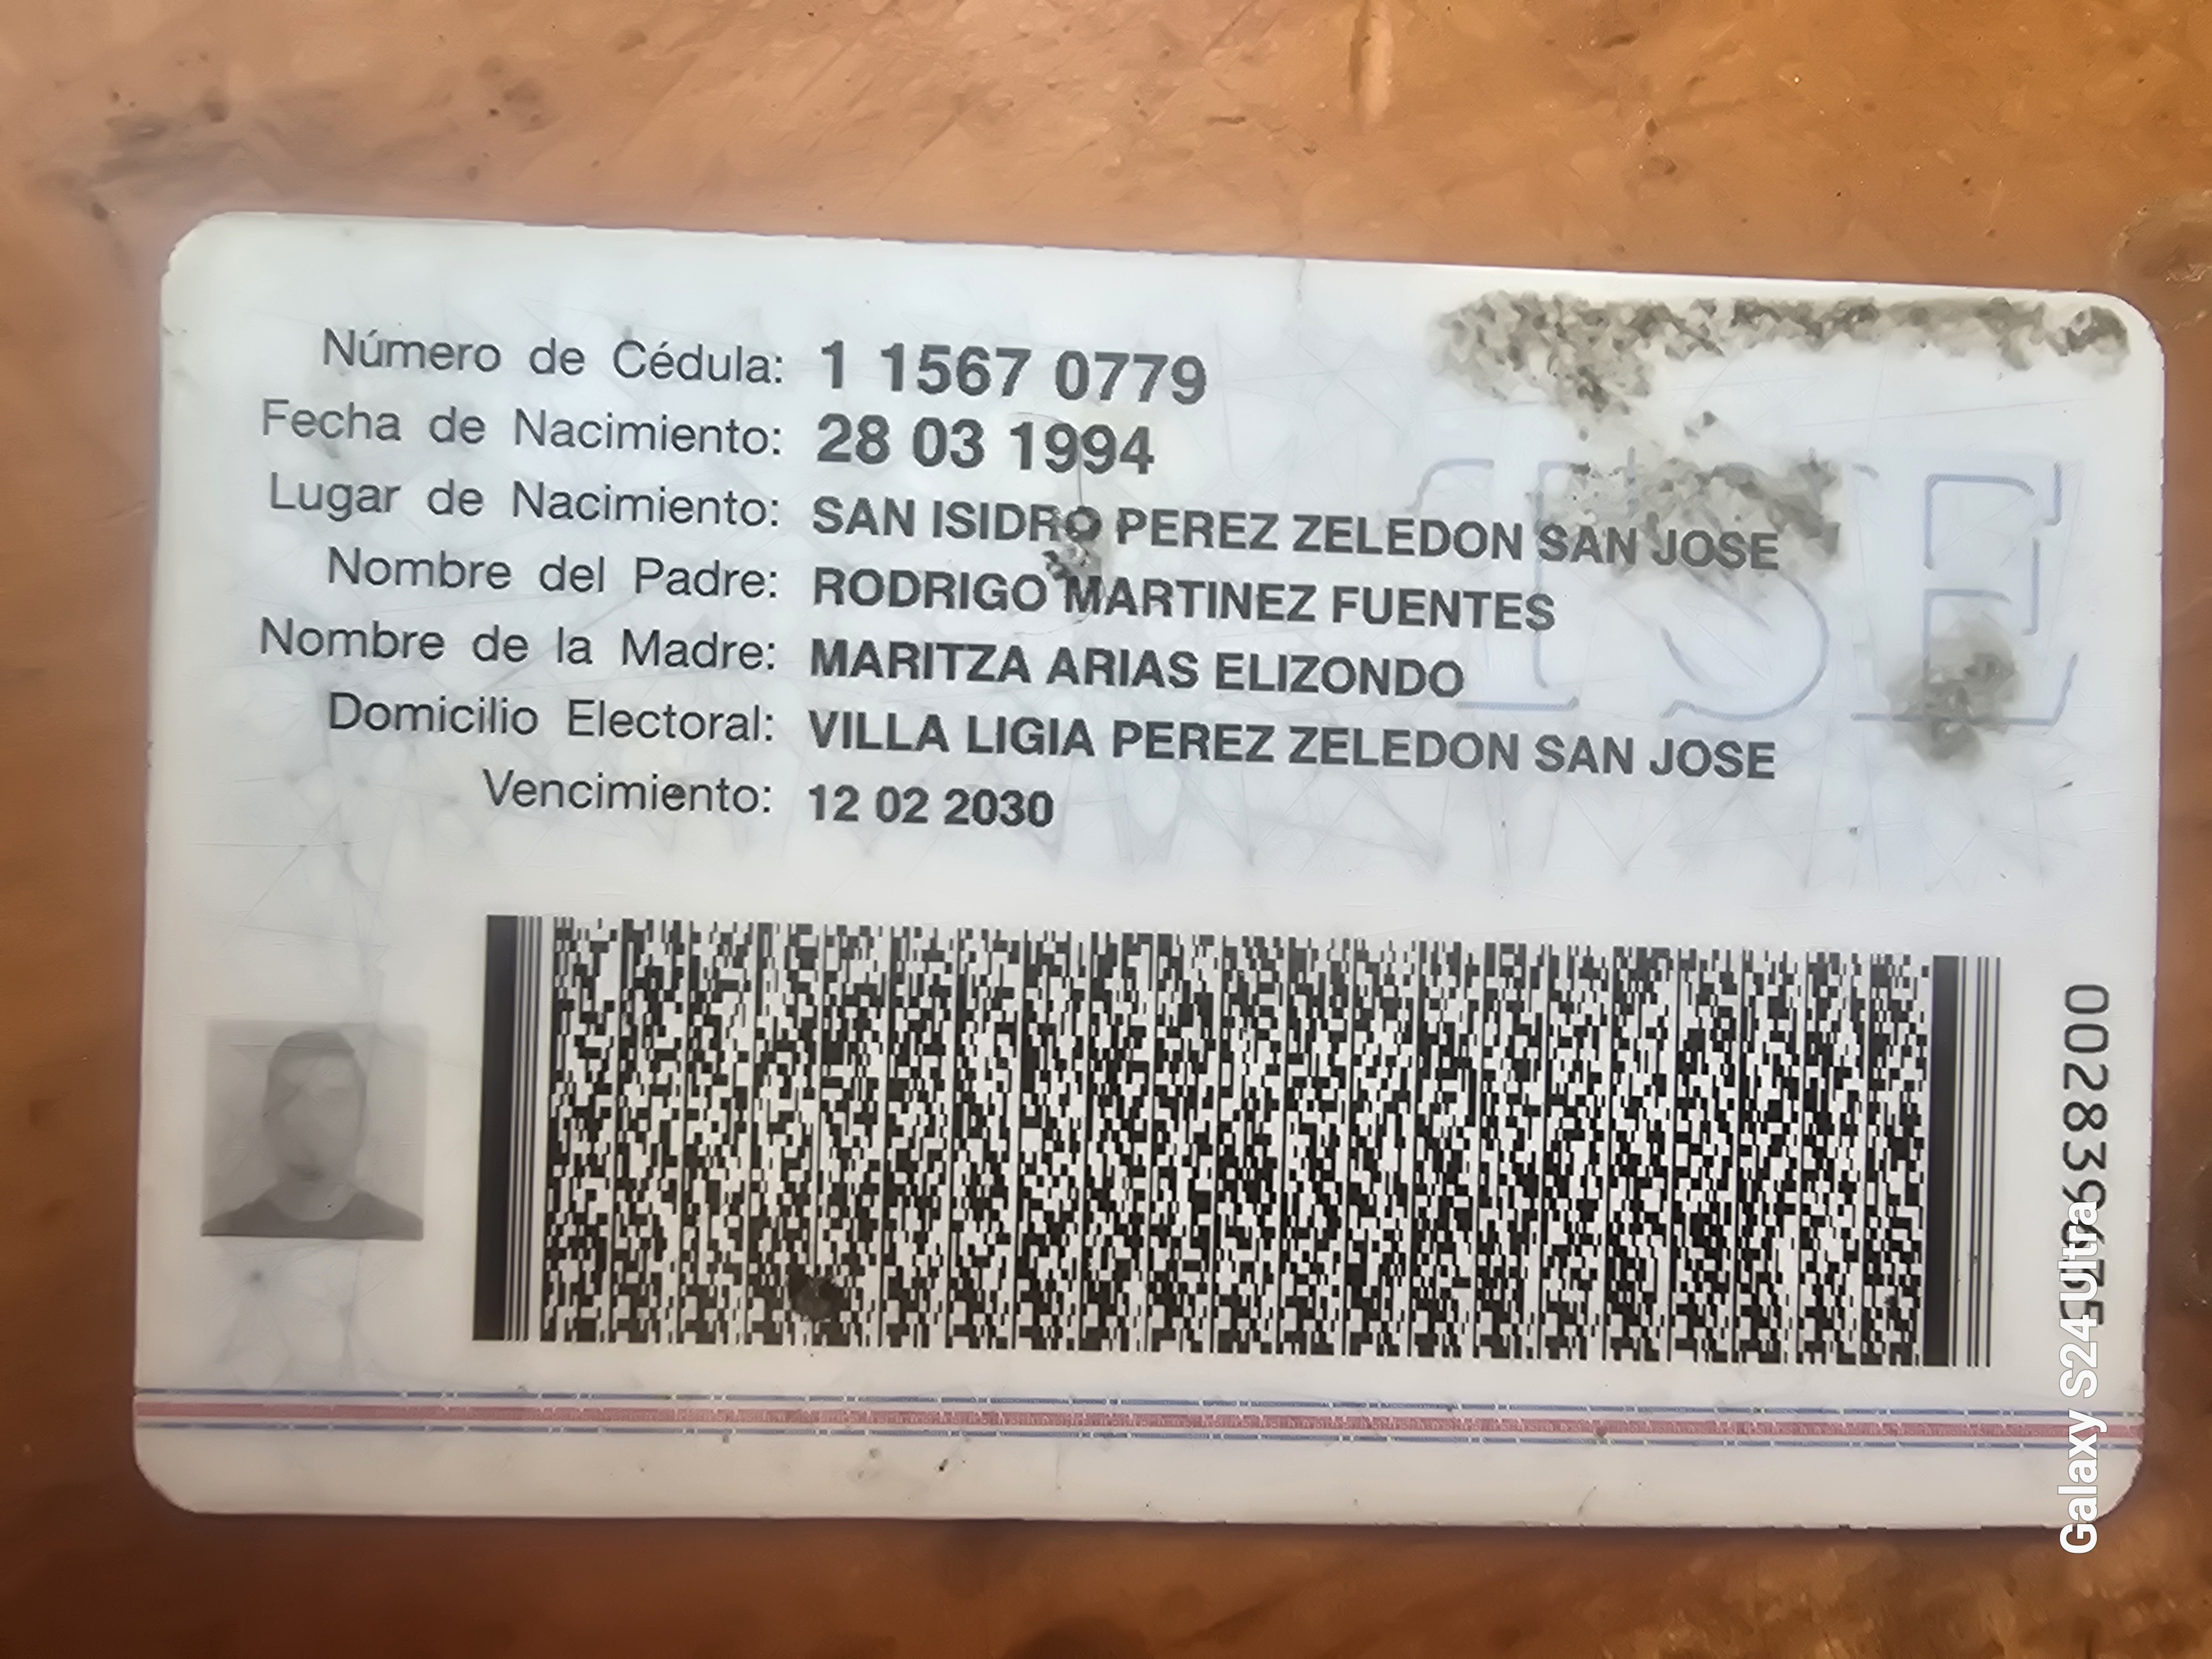 Número de Cédula: 1 1567 0779
Fecha de Nacimiento: 28 03 1994
Lugar de Nacimiento: SAN ISIDRO PEREZ ZELEDON SAN JOSE
Nombre del Padre: RODRIGO MARTINEZ FUENTES
Nombre de la Madre: MARITZA ARIAS ELIZONDO
Domicilio Electoral: VILLA LIGIA PEREZ ZELEDON SAN JOSE
Vencimiento: 12 02 2030
TSE
Galaxy S24 Ultra